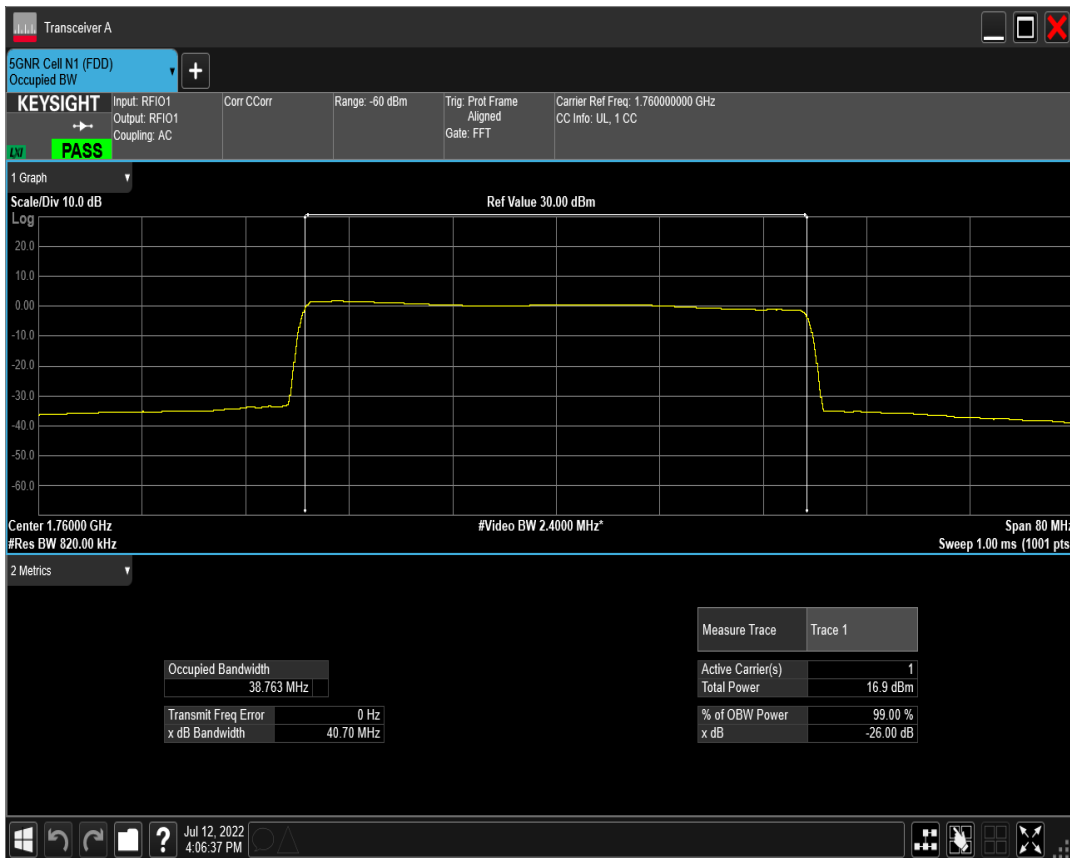 Transceiver A
5GNR Cell N1 (FDD)
Occupied BW
+
KEYSIGHT
LXI
PASS
Input: RFIO1
Output: RFIO1
Coupling: AC
Corr CCorr
Range: -60 dBm
Trig: Prot Frame
Aligned
Gate: FFT
Carrier Ref Freq: 1.760000000 GHz
CC Info: UL, 1 CC
1 Graph
Scale/Div 10.0 dB
Ref Value 30.00 dBm
Log
20.0
10.0
0.00
-10.0
-20.0
-30.0
-40.0
-50.0
-60.0
Center 1.76000 GHz
#Video BW 2.4000 MHz*
Span 80 MHz
#Res BW 820.00 kHz
Sweep 1.00 ms (1001 pts
2 Metrics
Measure Trace Trace 1
Occupied Bandwidth
38.763 MHz
Active Carrier(s) 1
Total Power 16.9 dBm
Transmit Freq Error 0 Hz
x dB Bandwidth 40.70 MHz
% of OBW Power 99.00 %
x dB -26.00 dB
?
Jul 12, 2022
4:06:37 PM